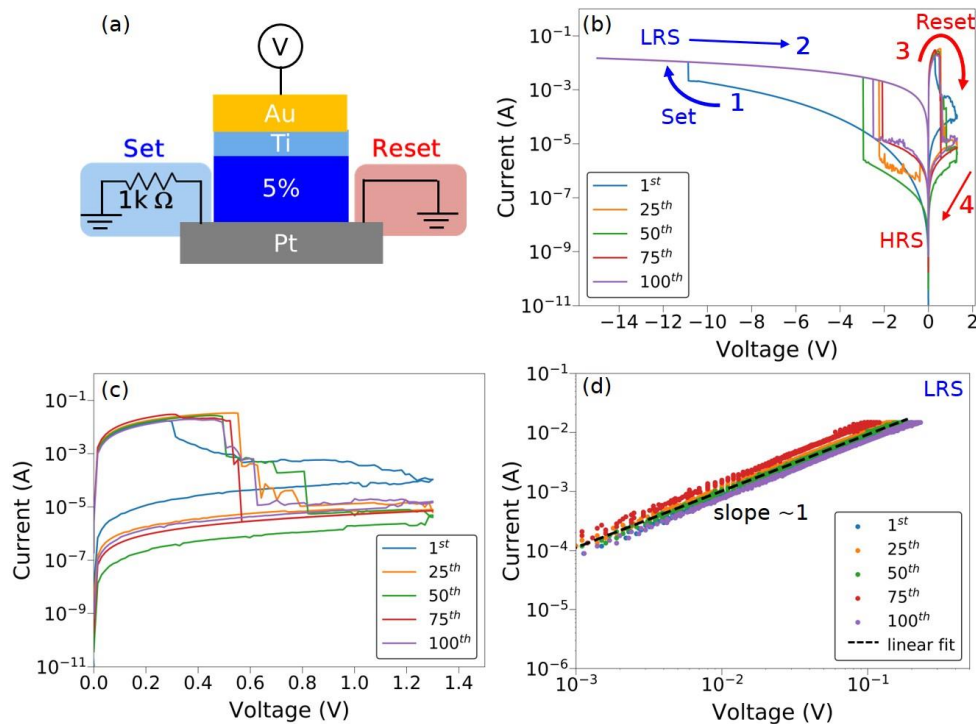 (a)
V
Au
Ti
5%
Pt
Set
1k Ω
Reset
(b)
Current (A)
10⁻¹
10⁻³
10⁻⁵
10⁻⁷
10⁻⁹
10⁻¹¹
LRS
2
1
Set
3
Reset
4
HRS
1ˢᵗ
25ᵗʰ
50ᵗʰ
75ᵗʰ
100ᵗʰ
−14 −12 −10 −8 −6 −4 −2 0 2
Voltage (V)
(c)
Current (A)
10⁻¹
10⁻³
10⁻⁵
10⁻⁷
10⁻⁹
10⁻¹¹
1ˢᵗ
25ᵗʰ
50ᵗʰ
75ᵗʰ
100ᵗʰ
0.0 0.2 0.4 0.6 0.8 1.0 1.2 1.4
Voltage (V)
(d)
LRS
Current (A)
10⁻¹
10⁻²
10⁻³
10⁻⁴
10⁻⁵
10⁻⁶
slope ~1
1ˢᵗ
25ᵗʰ
50ᵗʰ
75ᵗʰ
100ᵗʰ
linear fit
10⁻³ 10⁻² 10⁻¹
Voltage (V)